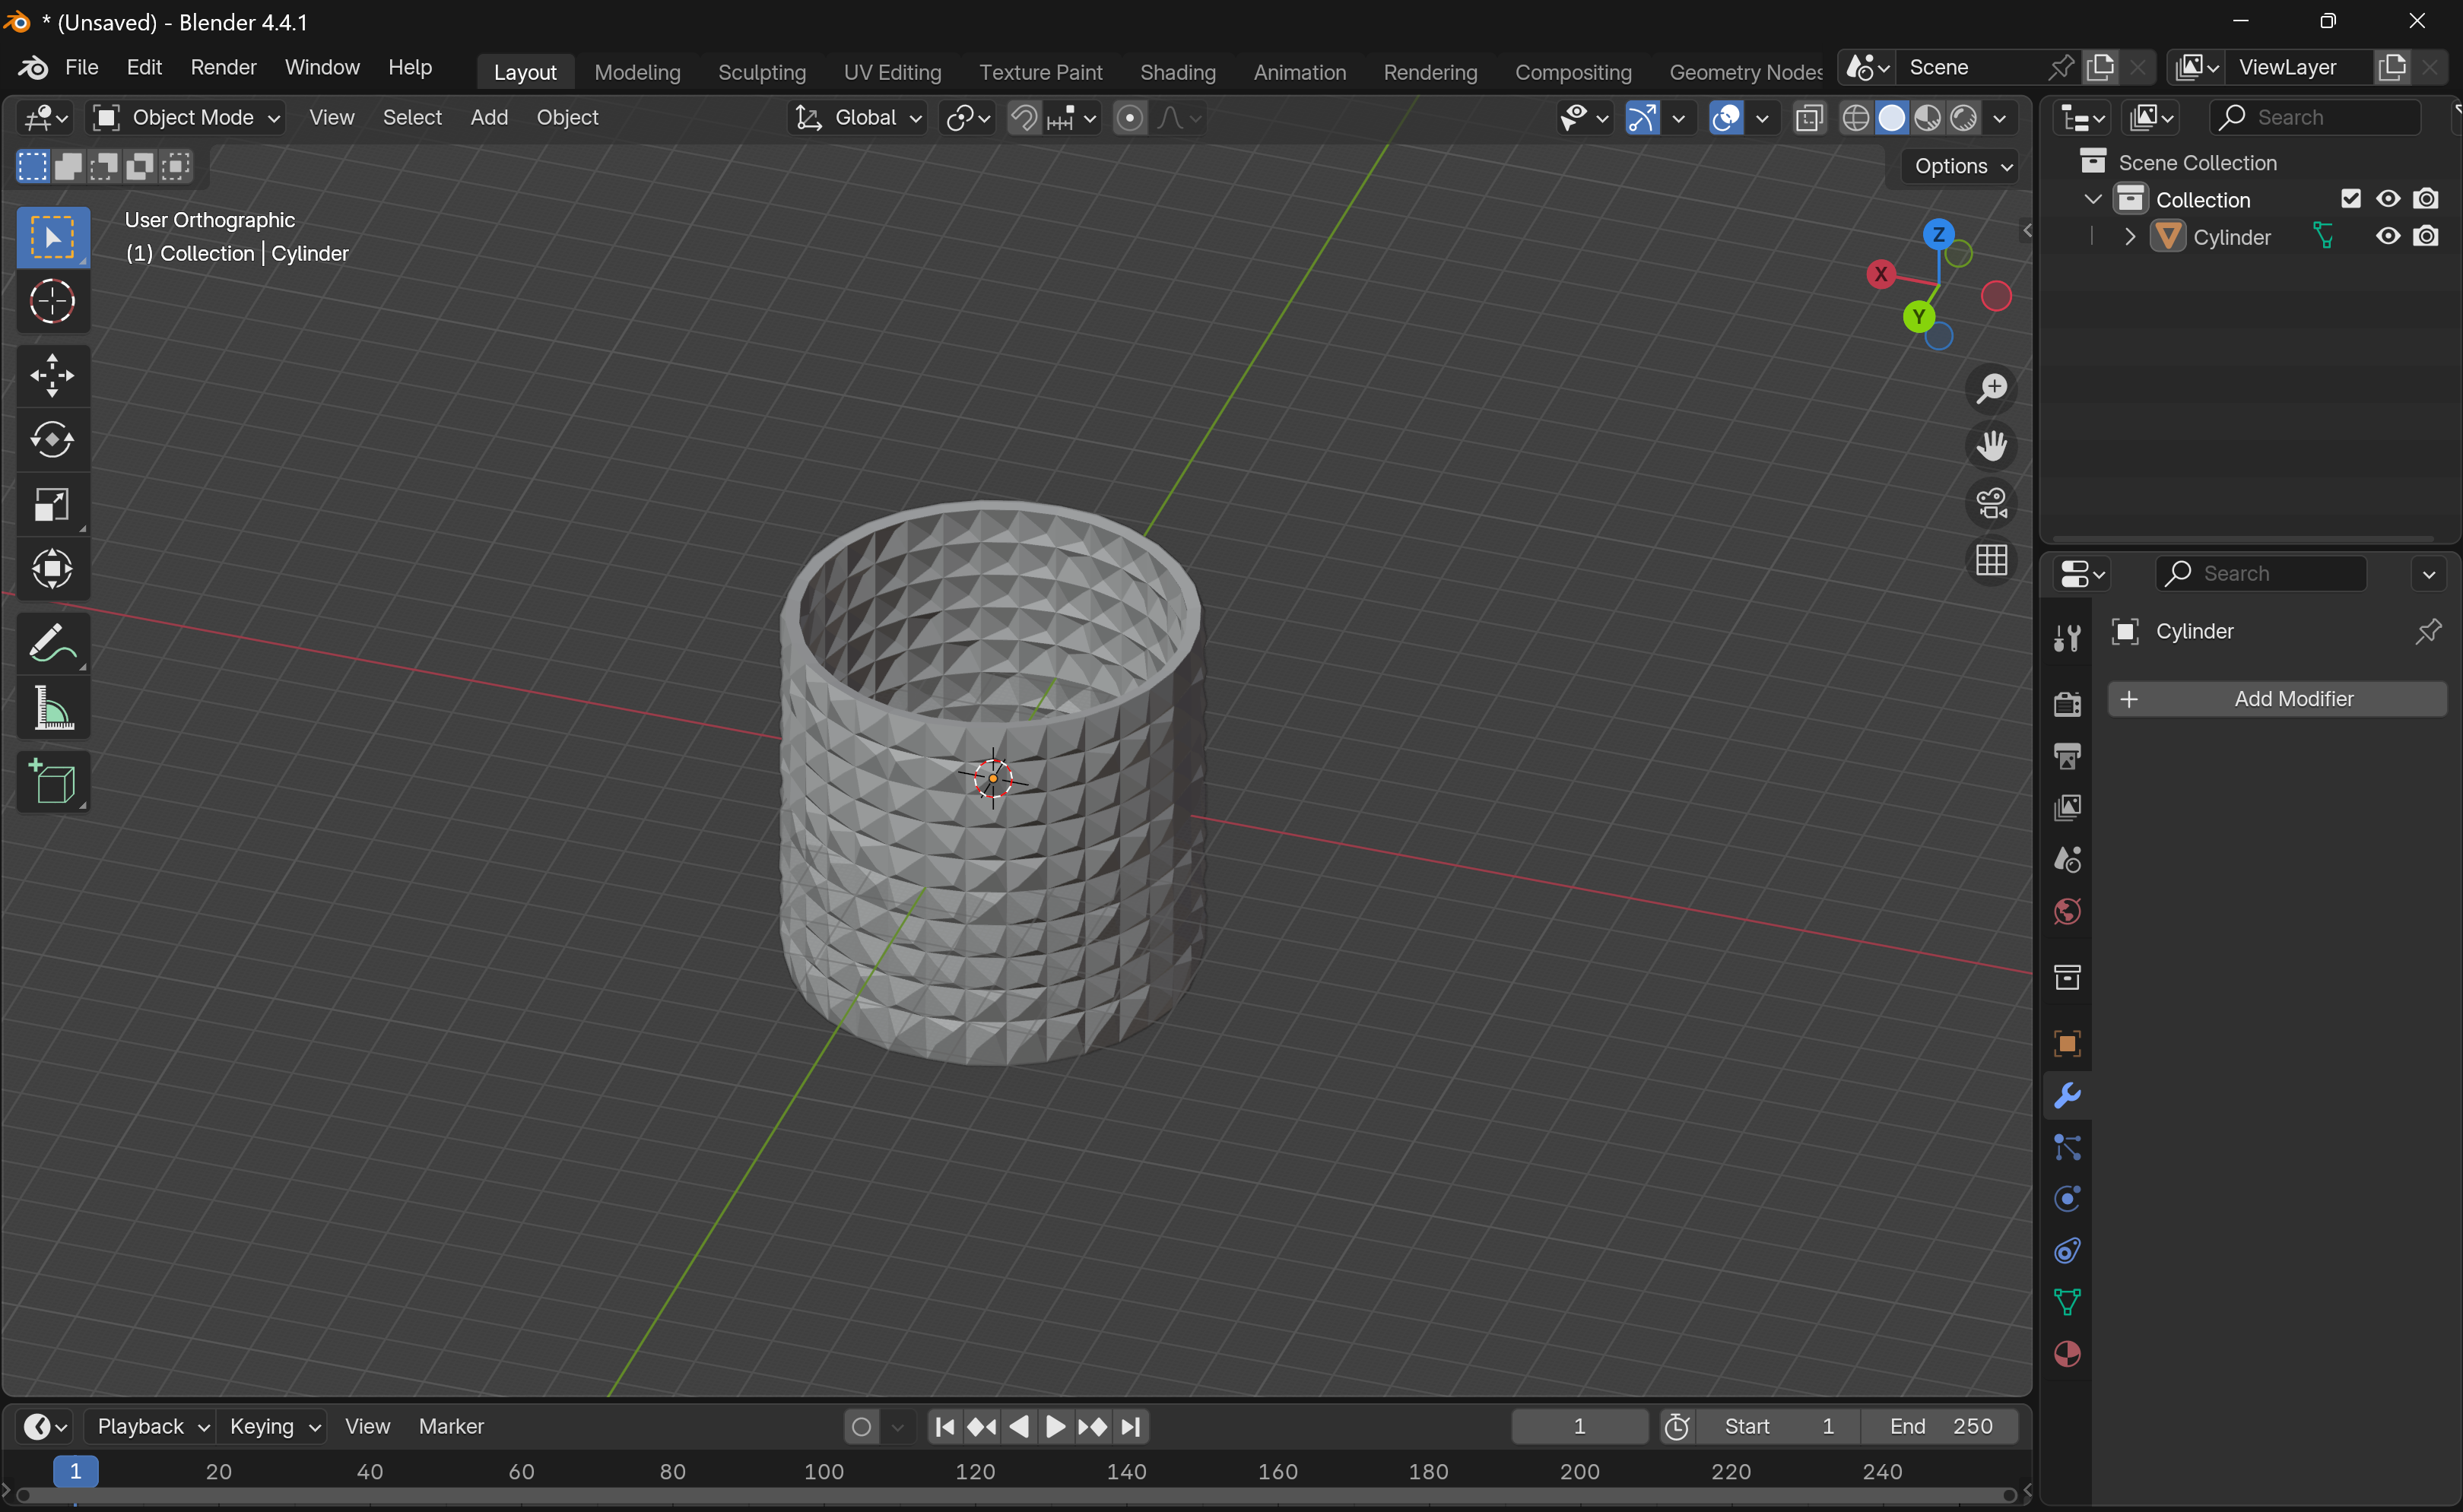 * (Unsaved) - Blender 4.4.1
File Edit Render Window Help Layout Modeling Sculpting UV Editing Texture Paint Shading Animation Rendering Compositing Geometry Nodes Scene ViewLayer
Object Mode View Select Add Object Global Search
Options
Scene Collection
User Orthographic
(1) Collection | Cylinder
Collection
Cylinder
Z
X
Y
Search
Cylinder
Add Modifier
Playback Keying View Marker 1 Start 1 End 250
1 20 40 60 80 100 120 140 160 180 200 220 240